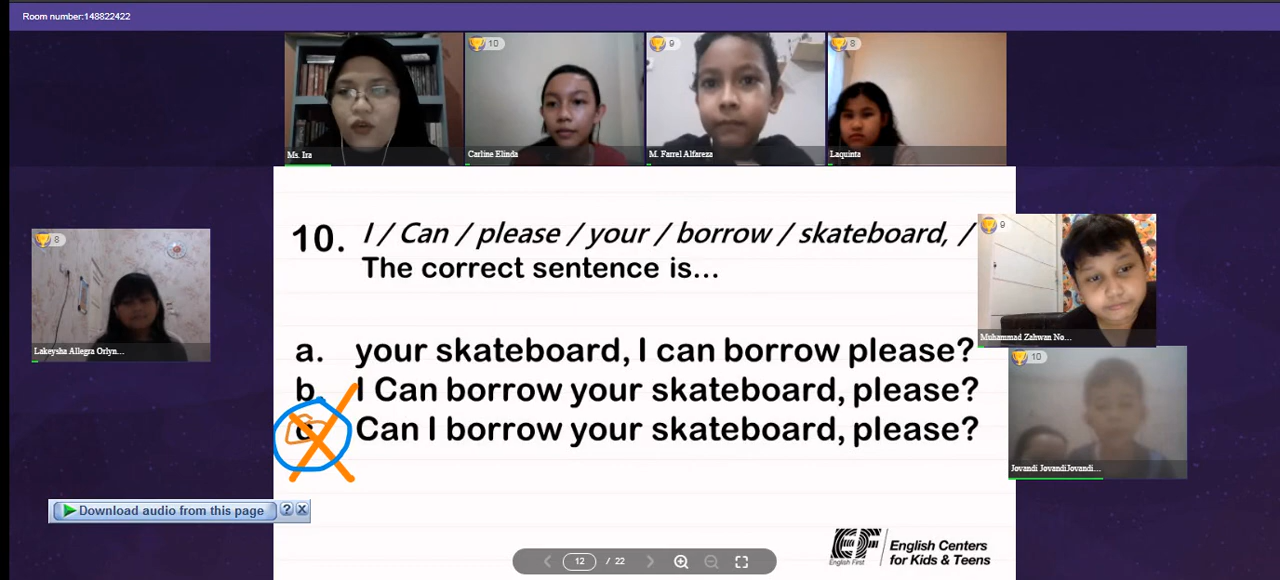 Room number:148822422
10
9
8
Ms. Ira
Carline Elinda
M. Farrel Alfareza
Laquinta
8
Lakeysha Allegra Orlyn...
10. I / Can / please / your / borrow / skateboard, /
The correct sentence is...
9
Muhammad Zahwan No...
a. your skateboard, I can borrow please?
b. I Can borrow your skateboard, please?
c. Can I borrow your skateboard, please?
10
Jovandi JovandiJovandi...
Download audio from this page ? X
12 / 22
EF
English First
English Centers
for Kids & Teens